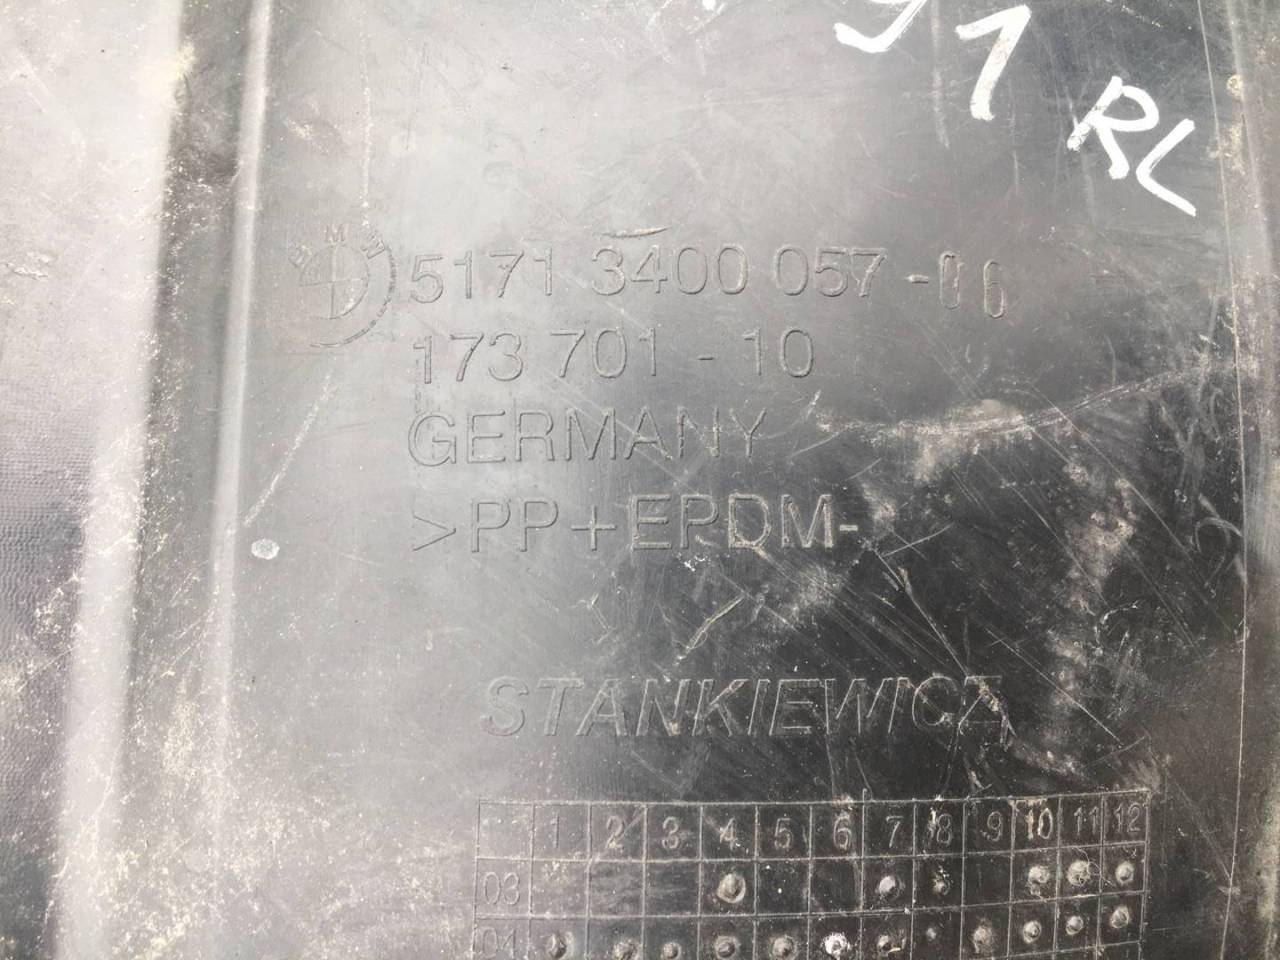 91 RL
BMW
5171 3400 057 - 06
173 701 - 10
GERMANY
>PP+EPDM-
STANKIEWICZ
1 2 3 4 5 6 7 8 9 10 11 12
03
04